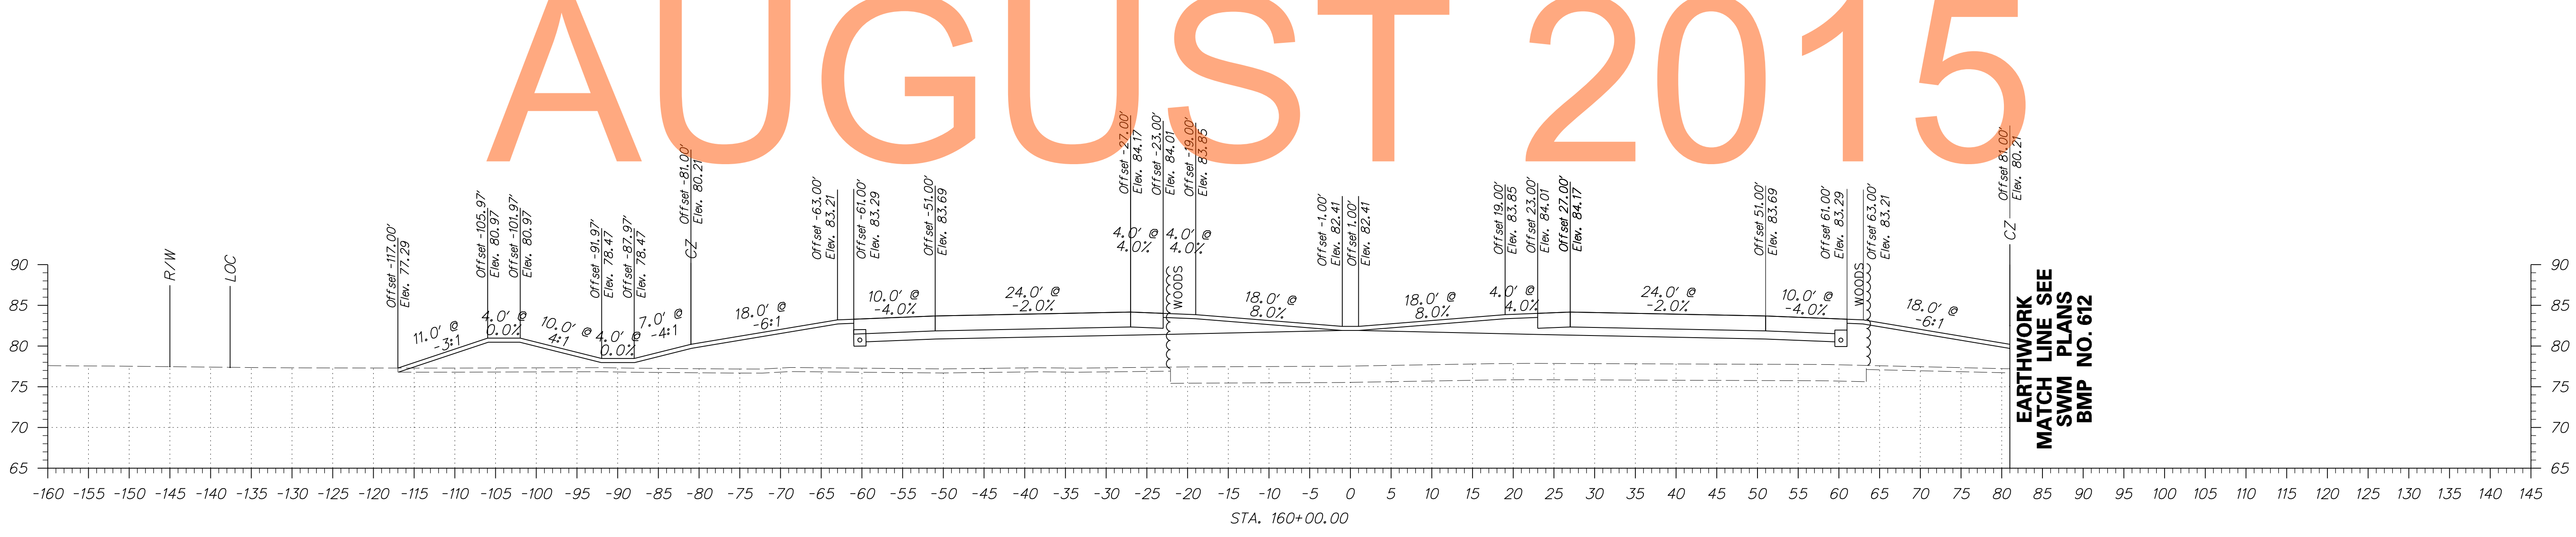 AUGUST 2015
Offset -117.00'
Elev. 77.29
Offset -105.97'
Elev. 80.97
Offset -101.97'
Elev. 80.97
Offset -91.97'
Elev. 78.47
Offset -87.97'
Elev. 78.47
Offset -81.00'
Elev. 80.21
CZ
Offset -63.00'
Elev. 83.21
Offset -61.00'
Elev. 83.29
Offset -51.00'
Elev. 83.69
Offset -27.00'
Elev. 84.17
Offset -23.00'
Elev. 84.01
Offset -19.00'
Elev. 83.85
Offset -1.00'
Elev. 82.41
Offset 1.00'
Elev. 82.41
Offset 19.00'
Elev. 83.85
Offset 23.00'
Elev. 84.01
Offset 27.00'
Elev. 84.17
Offset 51.00'
Elev. 83.69
Offset 61.00'
Elev. 83.29
Offset 63.00'
Elev. 83.21
Offset 81.00'
Elev. 80.21
CZ
R/W
LOC
11.0' @
-3:1
4.0' @
0.0%
10.0' @
4:1
4.0' @
0.0%
7.0' @
-4:1
18.0' @
-6:1
10.0' @
-4.0%
24.0' @
-2.0%
4.0' @
4.0%
4.0' @
4.0%
WOODS
18.0' @
8.0%
18.0' @
8.0%
4.0' @
4.0%
24.0' @
-2.0%
10.0' @
-4.0%
WOODS
18.0' @
-6:1
EARTHWORK
MATCH LINE SEE
SWM PLANS
BMP NO. 612
90
85
80
75
70
65
90
85
80
75
70
65
-160 -155 -150 -145 -140 -135 -130 -125 -120 -115 -110 -105 -100 -95 -90 -85 -80 -75 -70 -65 -60 -55 -50 -45 -40 -35 -30 -25 -20 -15 -10 -5 0 5 10 15 20 25 30 35 40 45 50 55 60 65 70 75 80 85 90 95 100 105 110 115 120 125 130 135 140 145
STA. 160+00.00